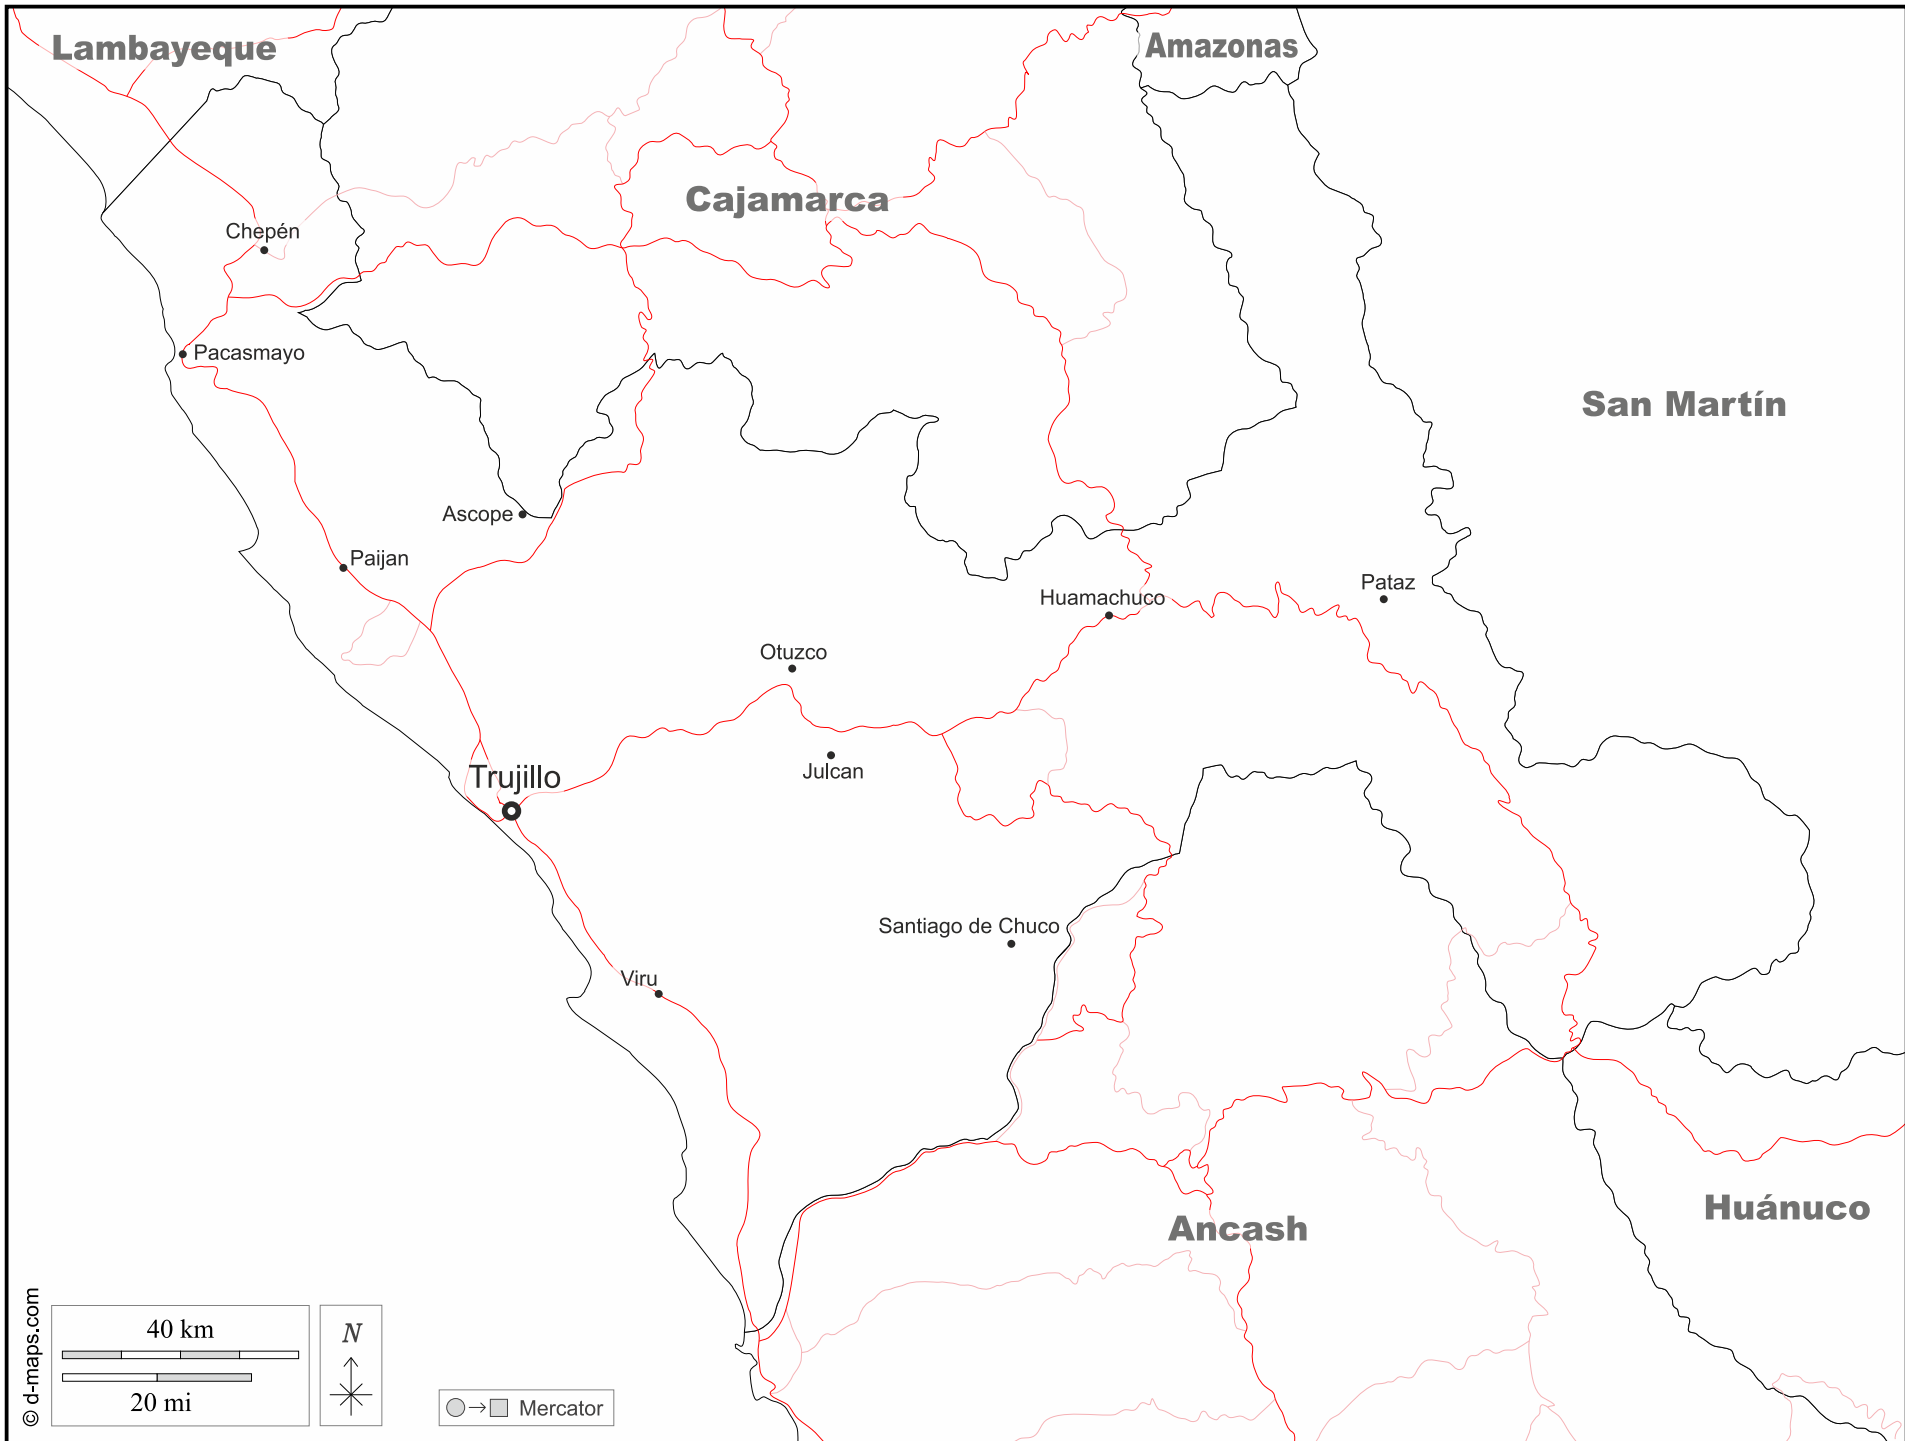 Lambayeque
Amazonas
Cajamarca
Chepén
Pacasmayo
San Martín
Ascope
Paijan
Pataz
Huamachuco
Otuzco
Julcan
Trujillo
Santiago de Chuco
Viru
Huánuco
Ancash
© d-maps.com
40 km
20 mi
N
Mercator